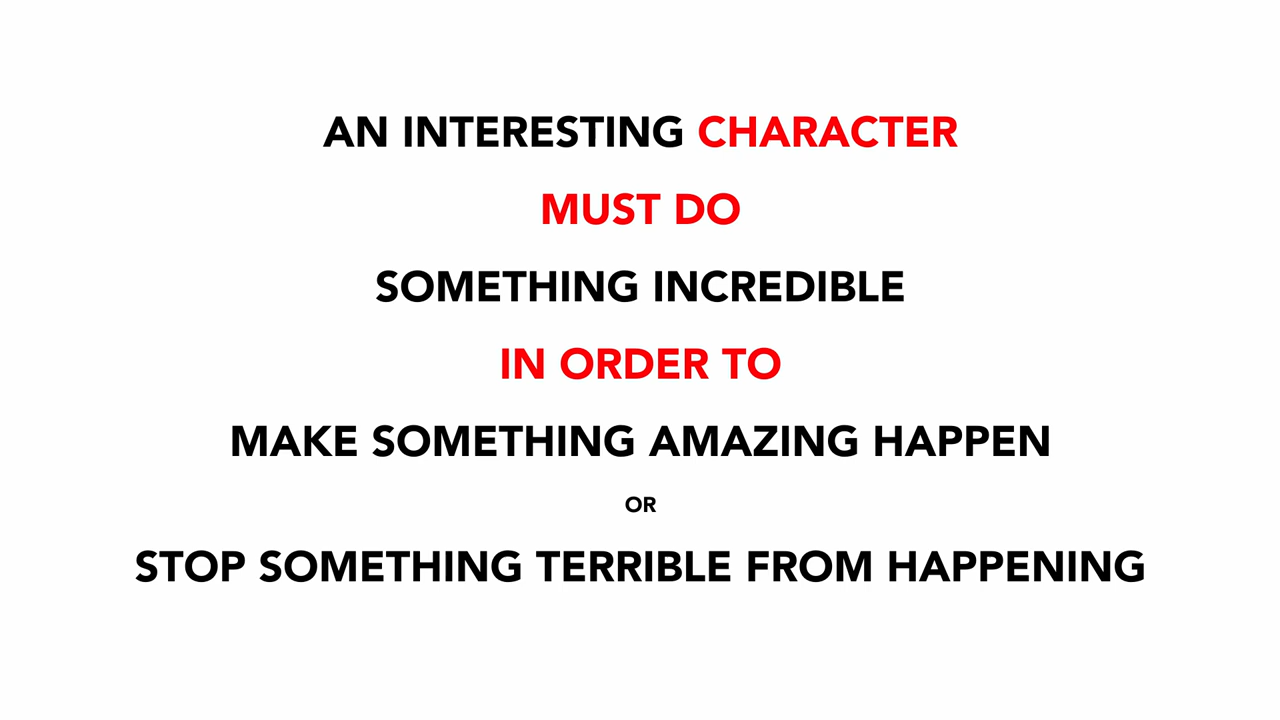 AN INTERESTING CHARACTER
MUST DO
SOMETHING INCREDIBLE
IN ORDER TO
MAKE SOMETHING AMAZING HAPPEN
OR
STOP SOMETHING TERRIBLE FROM HAPPENING